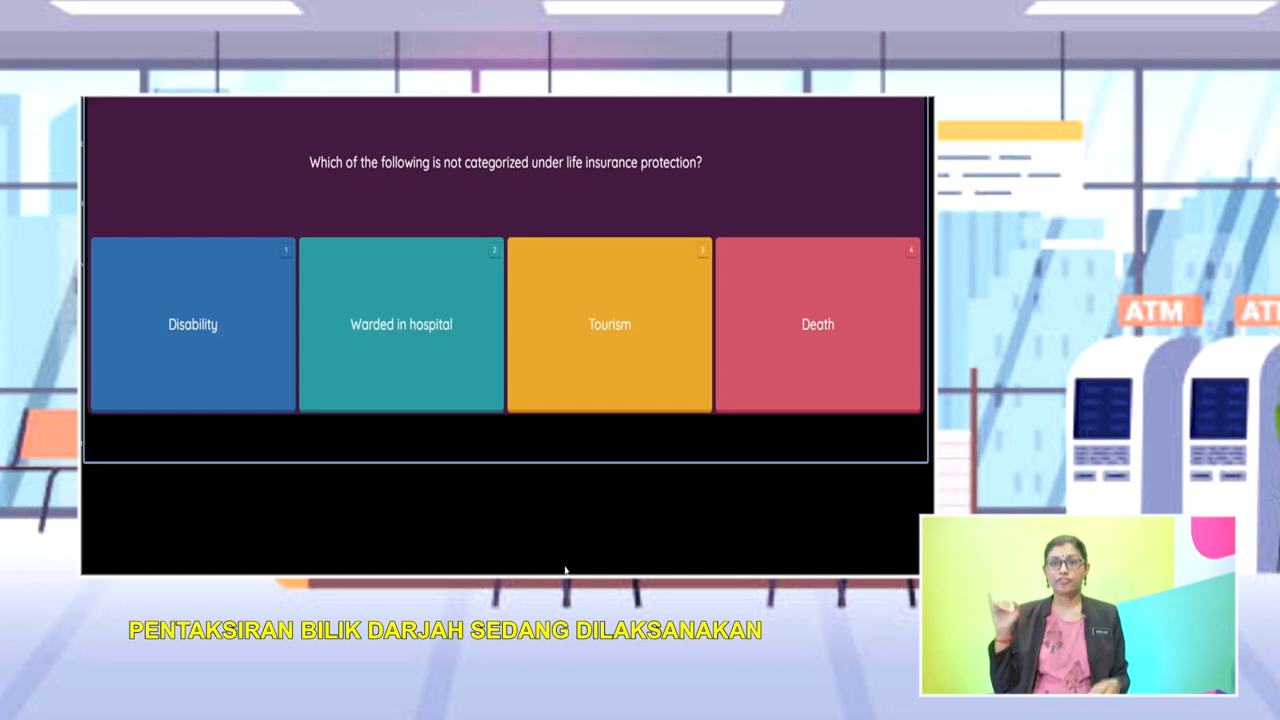 Which of the following is not categorized under life insurance protection?
1
2
3
4
Disability
Warded in hospital
Tourism
Death
ATM
PENTAKSIRAN BILIK DARJAH SEDANG DILAKSANAKAN